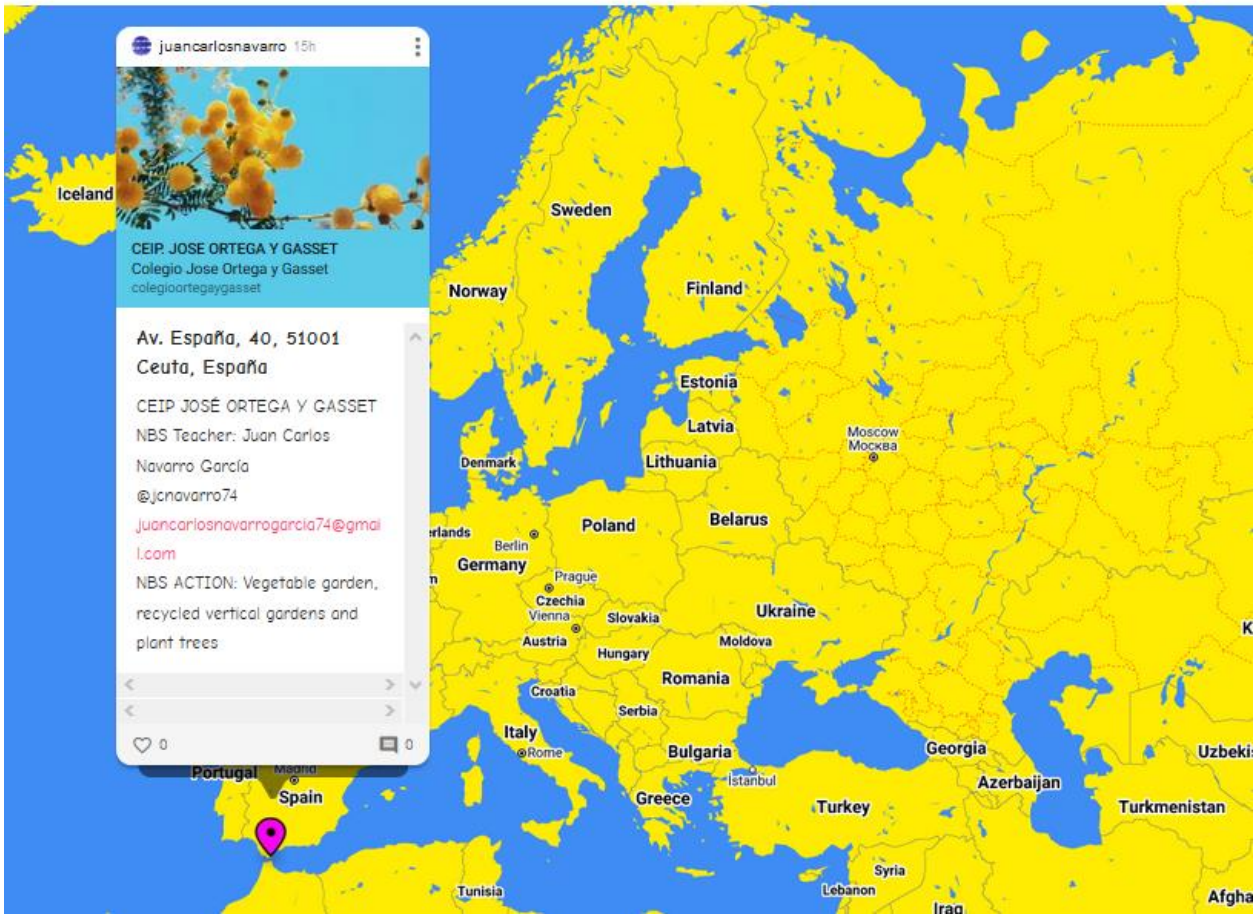 juancarlosnavarro 15h
CEIP. JOSE ORTEGA Y GASSET
Colegio Jose Ortega y Gasset
colegioortegaygasset
Av. España, 40, 51001
Ceuta, España
CEIP JOSÉ ORTEGA Y GASSET
NBS Teacher: Juan Carlos
Navarro García
@jcnavarro74
juancarlosnavarrogarcia74@gmai
l.com
NBS ACTION: Vegetable garden,
recycled vertical gardens and
plant trees
0
0
Iceland
Sweden
Norway
Finland
Estonia
Latvia
Moscow
Москва
Denmark
Lithuania
erlands
Berlin
Poland
Belarus
Germany
m
Prague
Czechia
Vienna
Slovakia
Ukraine
K
Austria
Hungary
Moldova
Croatia
Romania
Serbia
Italy
Rome
Bulgaria
Georgia
Uzbekis
Portugal
Madrid
İstanbul
Azerbaijan
Spain
Greece
Turkey
Turkmenistan
Tunisia
Syria
Lebanon
Iraq
Afgha